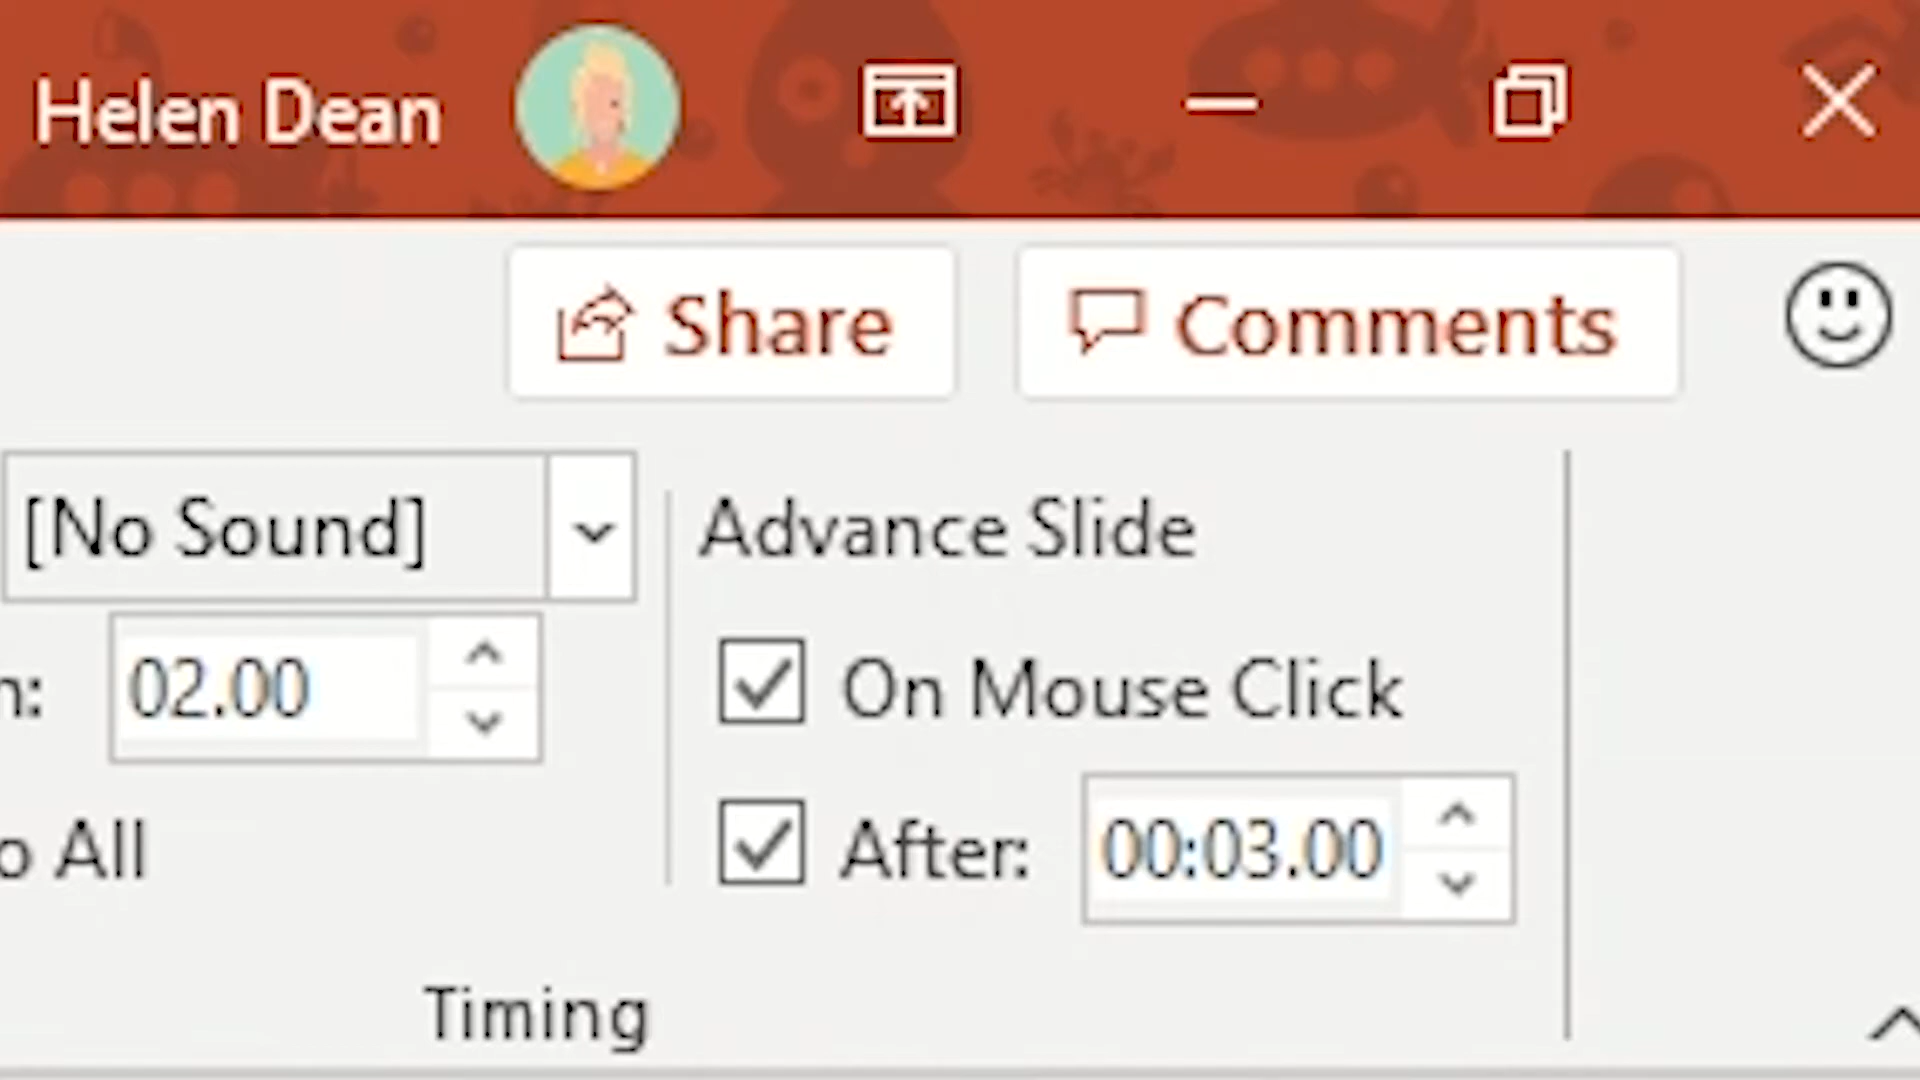 Helen Dean
Share Comments
[No Sound] Advance Slide
n: 02.00 On Mouse Click
o All After: 00:03.00
Timing